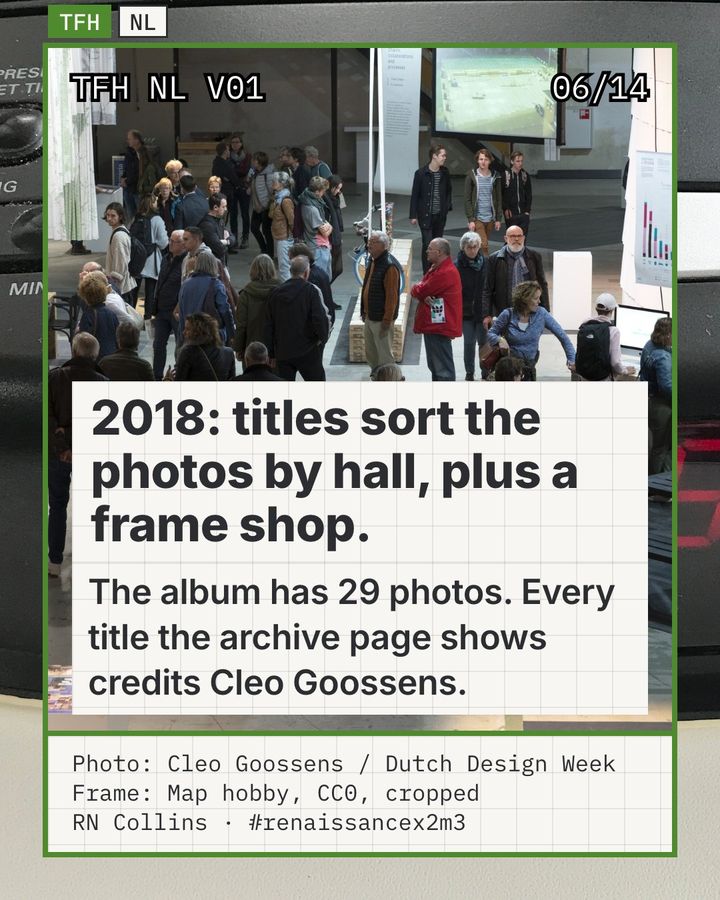 TFH NL
TFH NL V01
06/14
2018: titles sort the
photos by hall, plus a
frame shop.
The album has 29 photos. Every
title the archive page shows
credits Cleo Goossens.
Photo: Cleo Goossens / Dutch Design Week
Frame: Map hobby, CC0, cropped
RN Collins · #renaissancex2m3